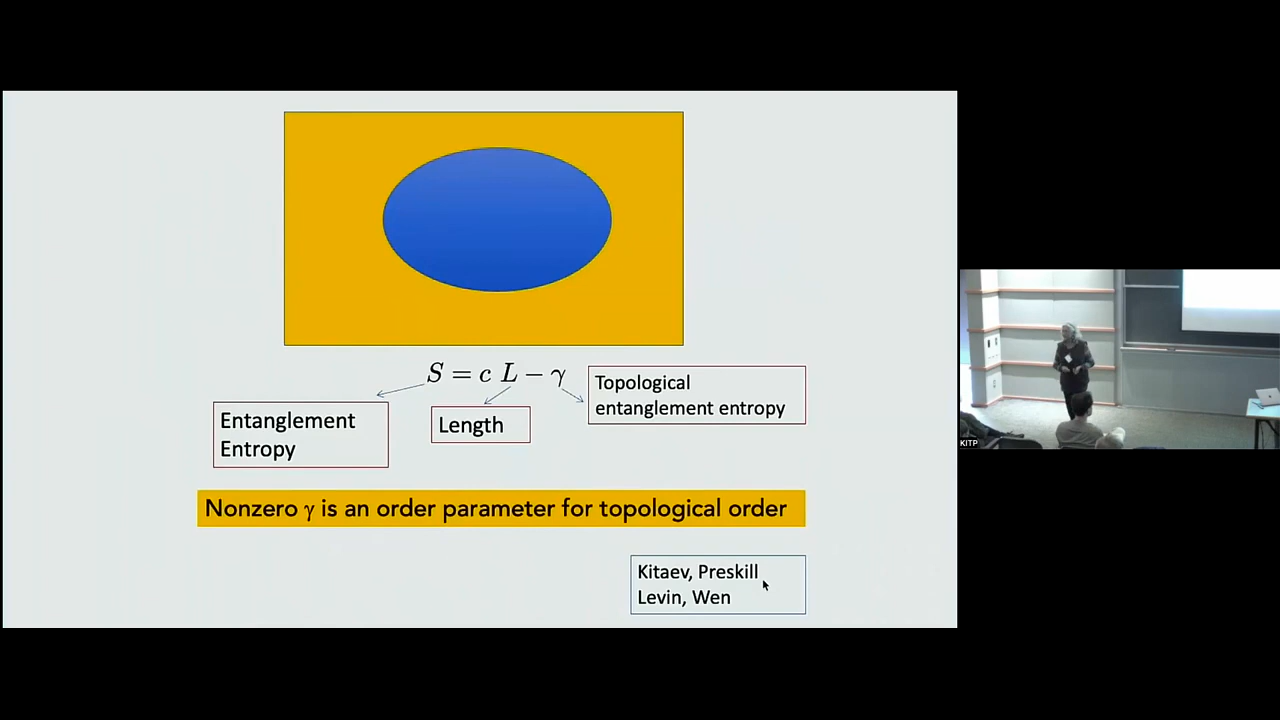 S = c L − γ
Topological
entanglement entropy
Entanglement
Entropy
Length
Nonzero γ is an order parameter for topological order
Kitaev, Preskill
Levin, Wen
KITP